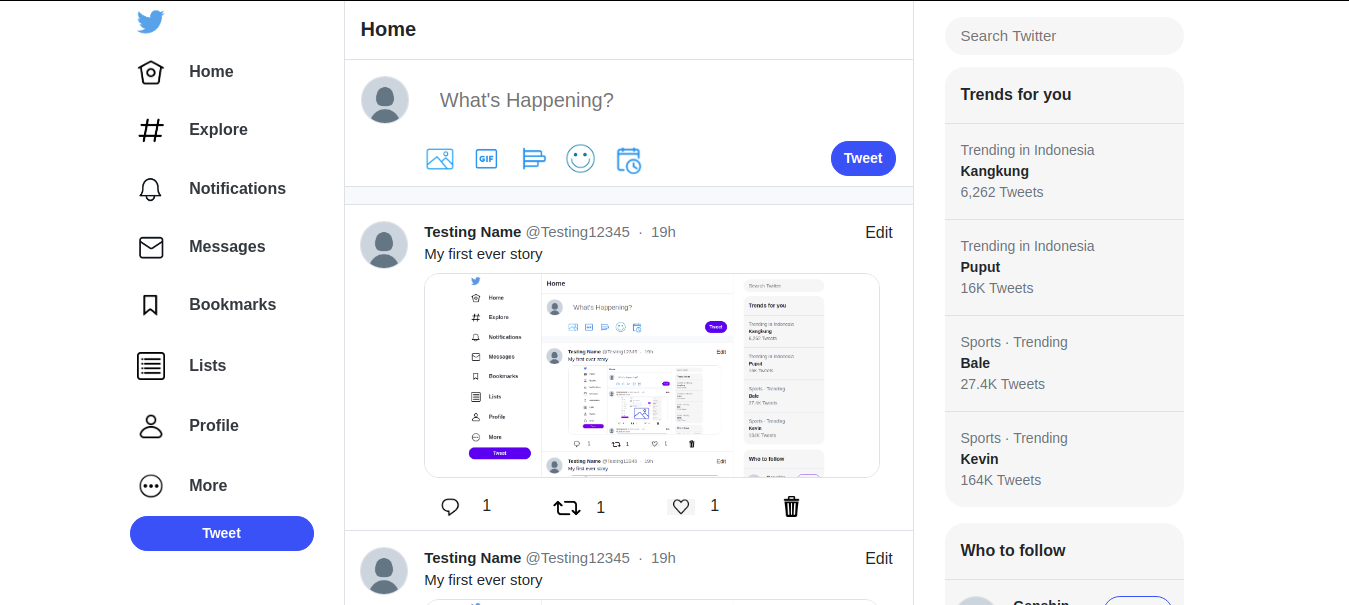 Home
Explore
Notifications
Messages
Bookmarks
Lists
Profile
More
Tweet
Home
What's Happening?
GIF
Tweet
Testing Name @Testing12345 · 19h
Edit
My first ever story
Home
Explore
Notifications
Messages
Bookmarks
Lists
Profile
More
Tweet
Home
What's Happening?
Tweet
Testing Name @Testing12345 · 19h
Edit
My first ever story
1 1 1
Testing Name @Testing12345 · 19h
Edit
My first ever story
Search Twitter
Trends for you
Trending in Indonesia
Kangkung
6,262 Tweets
Trending in Indonesia
Puput
16K Tweets
Sports · Trending
Bale
27.4K Tweets
Sports · Trending
Kevin
164K Tweets
Who to follow
1 1 1
Testing Name @Testing12345 · 19h
Edit
My first ever story
Search Twitter
Trends for you
Trending in Indonesia
Kangkung
6,262 Tweets
Trending in Indonesia
Puput
16K Tweets
Sports · Trending
Bale
27.4K Tweets
Sports · Trending
Kevin
164K Tweets
Who to follow
Genshin